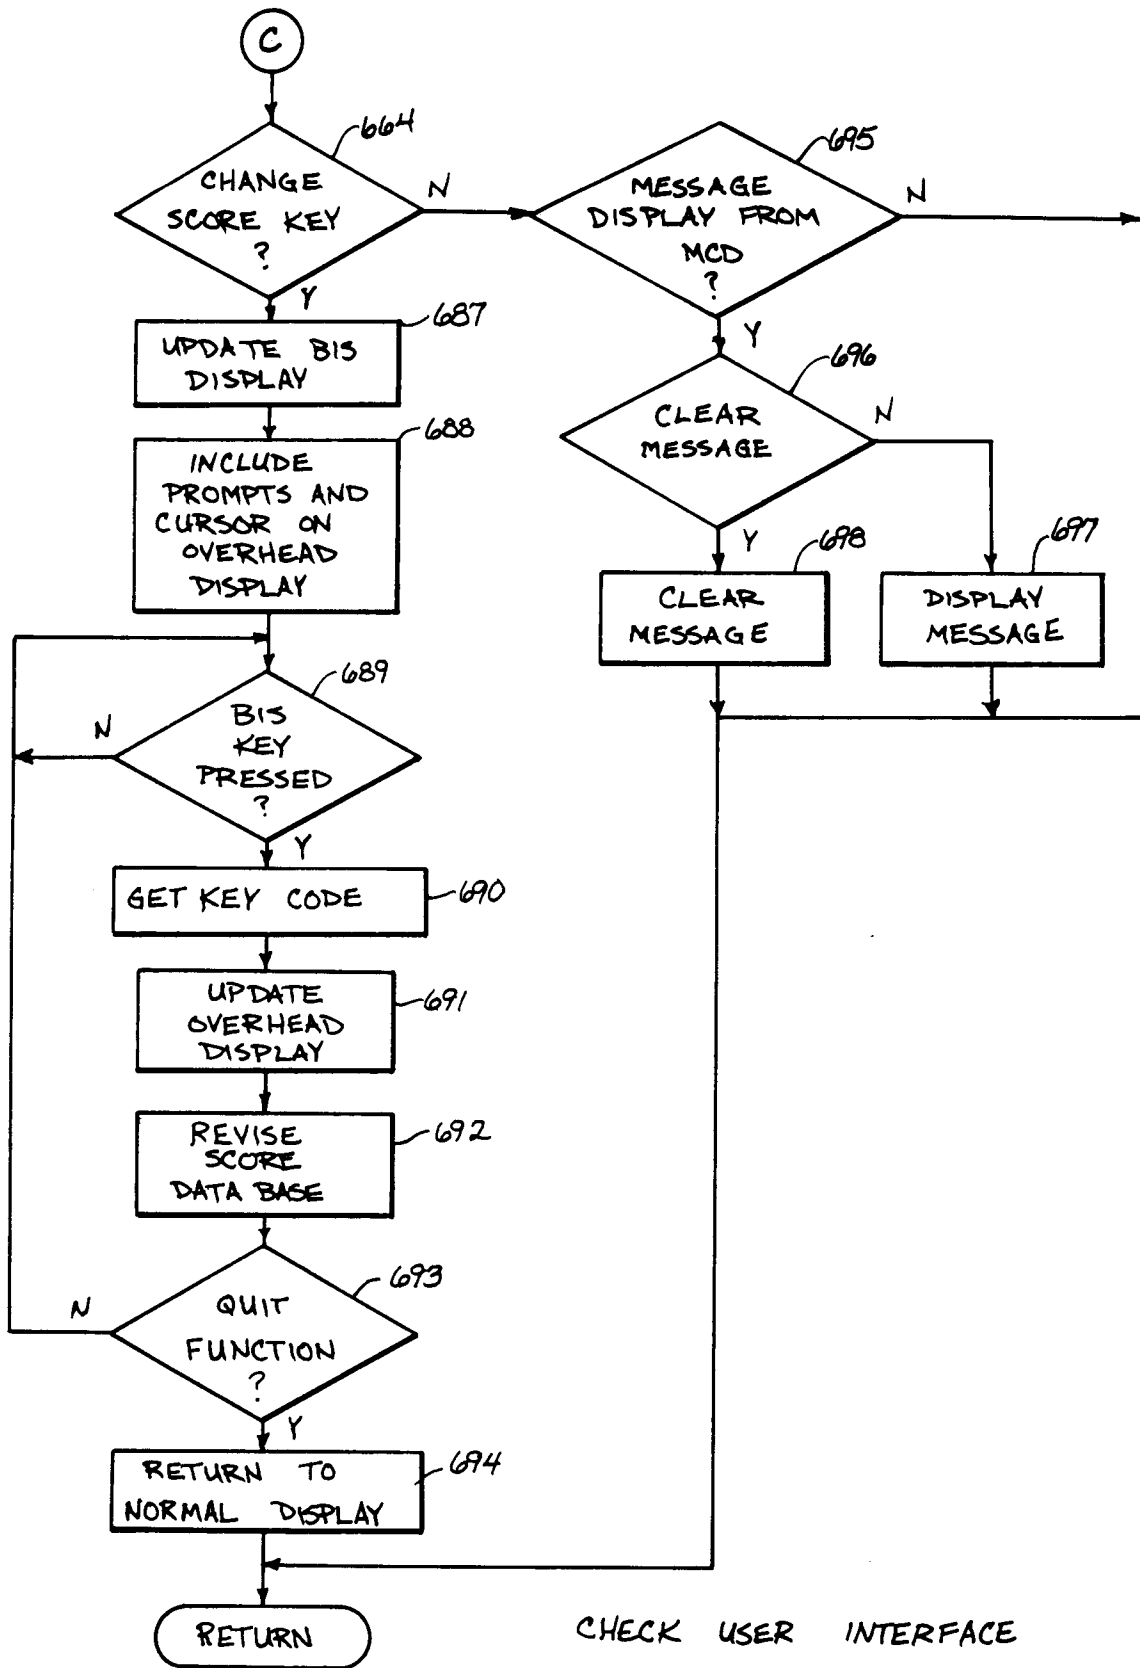 C
664
CHANGE
SCORE KEY
?
N
Y
695
MESSAGE
DISPLAY FROM
MCD
?
N
Y
687
UPDATE BIS
DISPLAY
688
INCLUDE
PROMPTS AND
CURSOR ON
OVERHEAD
DISPLAY
696
CLEAR
MESSAGE
N
Y
698
CLEAR
MESSAGE
697
DISPLAY
MESSAGE
689
BIS
KEY
PRESSED
?
N
Y
GET KEY CODE
690
UPDATE
OVERHEAD
DISPLAY
691
REVISE
SCORE
DATA BASE
692
693
QUIT
FUNCTION
?
N
Y
RETURN TO
NORMAL DISPLAY
694
RETURN
CHECK USER INTERFACE